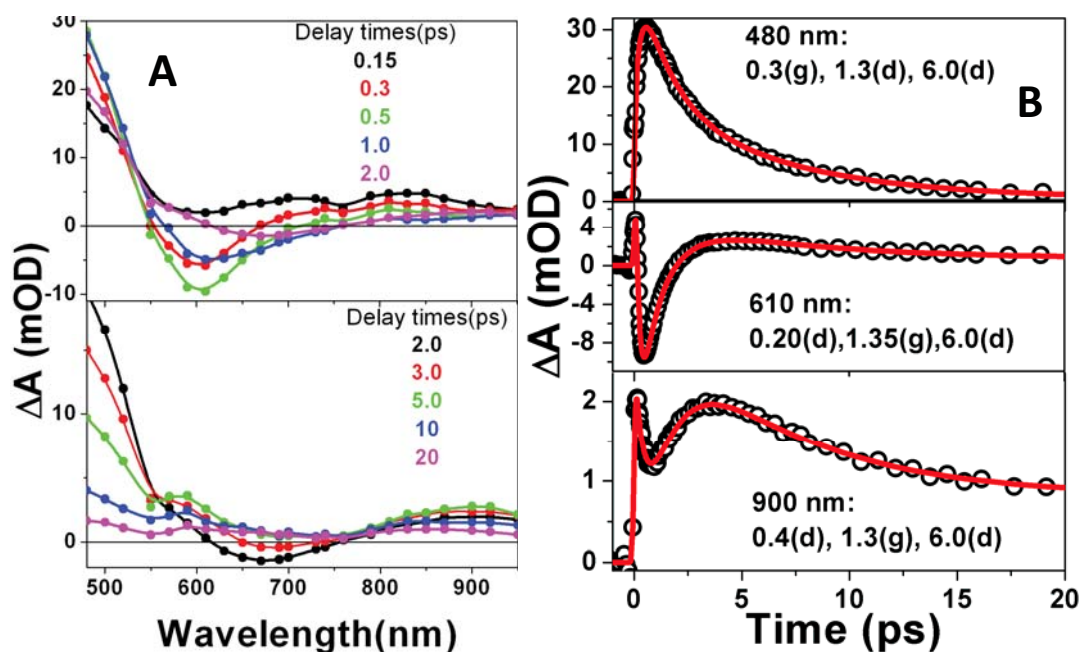 A
Delay times(ps)
0.15
0.3
0.5
1.0
2.0
30
20
10
0
-10
Delay times(ps)
2.0
3.0
5.0
10
20
10
0
ΔA (mOD)
500 600 700 800 900
Wavelength(nm)
B
480 nm:
0.3(g), 1.3(d), 6.0(d)
30
20
10
0
610 nm:
0.20(d),1.35(g),6.0(d)
4
0
-4
-8
900 nm:
0.4(d), 1.3(g), 6.0(d)
2
1
0
ΔA (mOD)
0 5 10 15 20
Time (ps)